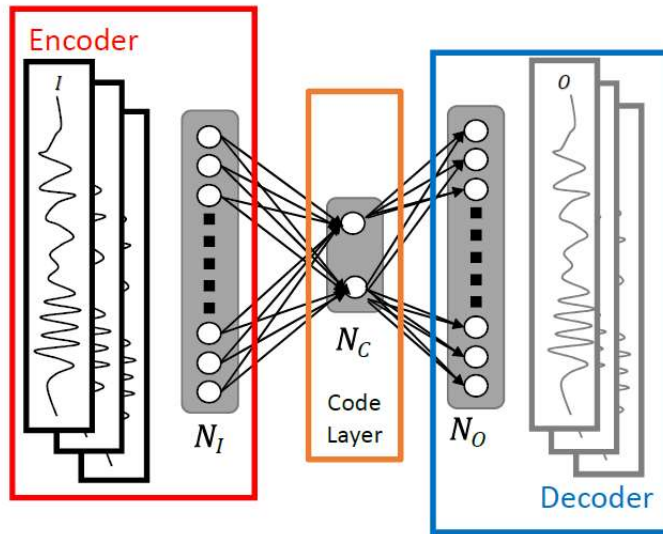 Encoder
I
N_I
N_C
Code
Layer
O
N_O
Decoder